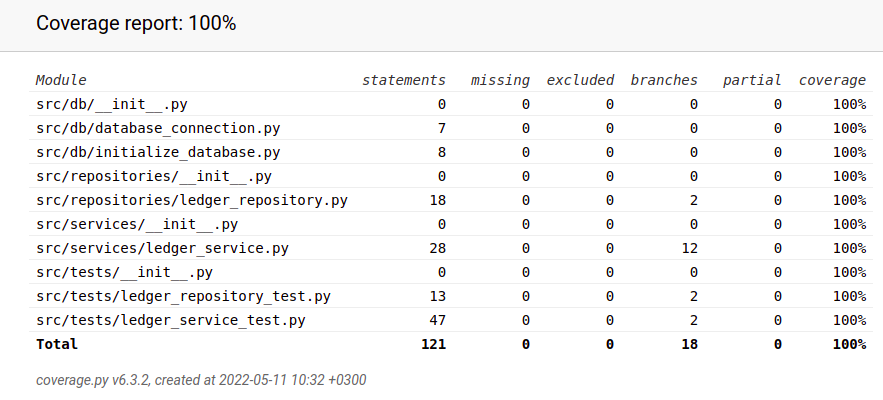 Coverage report: 100%
Module statements missing excluded branches partial coverage
src/db/__init__.py 0 0 0 0 0 100%
src/db/database_connection.py 7 0 0 0 0 100%
src/db/initialize_database.py 8 0 0 0 0 100%
src/repositories/__init__.py 0 0 0 0 0 100%
src/repositories/ledger_repository.py 18 0 0 2 0 100%
src/services/__init__.py 0 0 0 0 0 100%
src/services/ledger_service.py 28 0 0 12 0 100%
src/tests/__init__.py 0 0 0 0 0 100%
src/tests/ledger_repository_test.py 13 0 0 2 0 100%
src/tests/ledger_service_test.py 47 0 0 2 0 100%
Total 121 0 0 18 0 100%
coverage.py v6.3.2, created at 2022-05-11 10:32 +0300